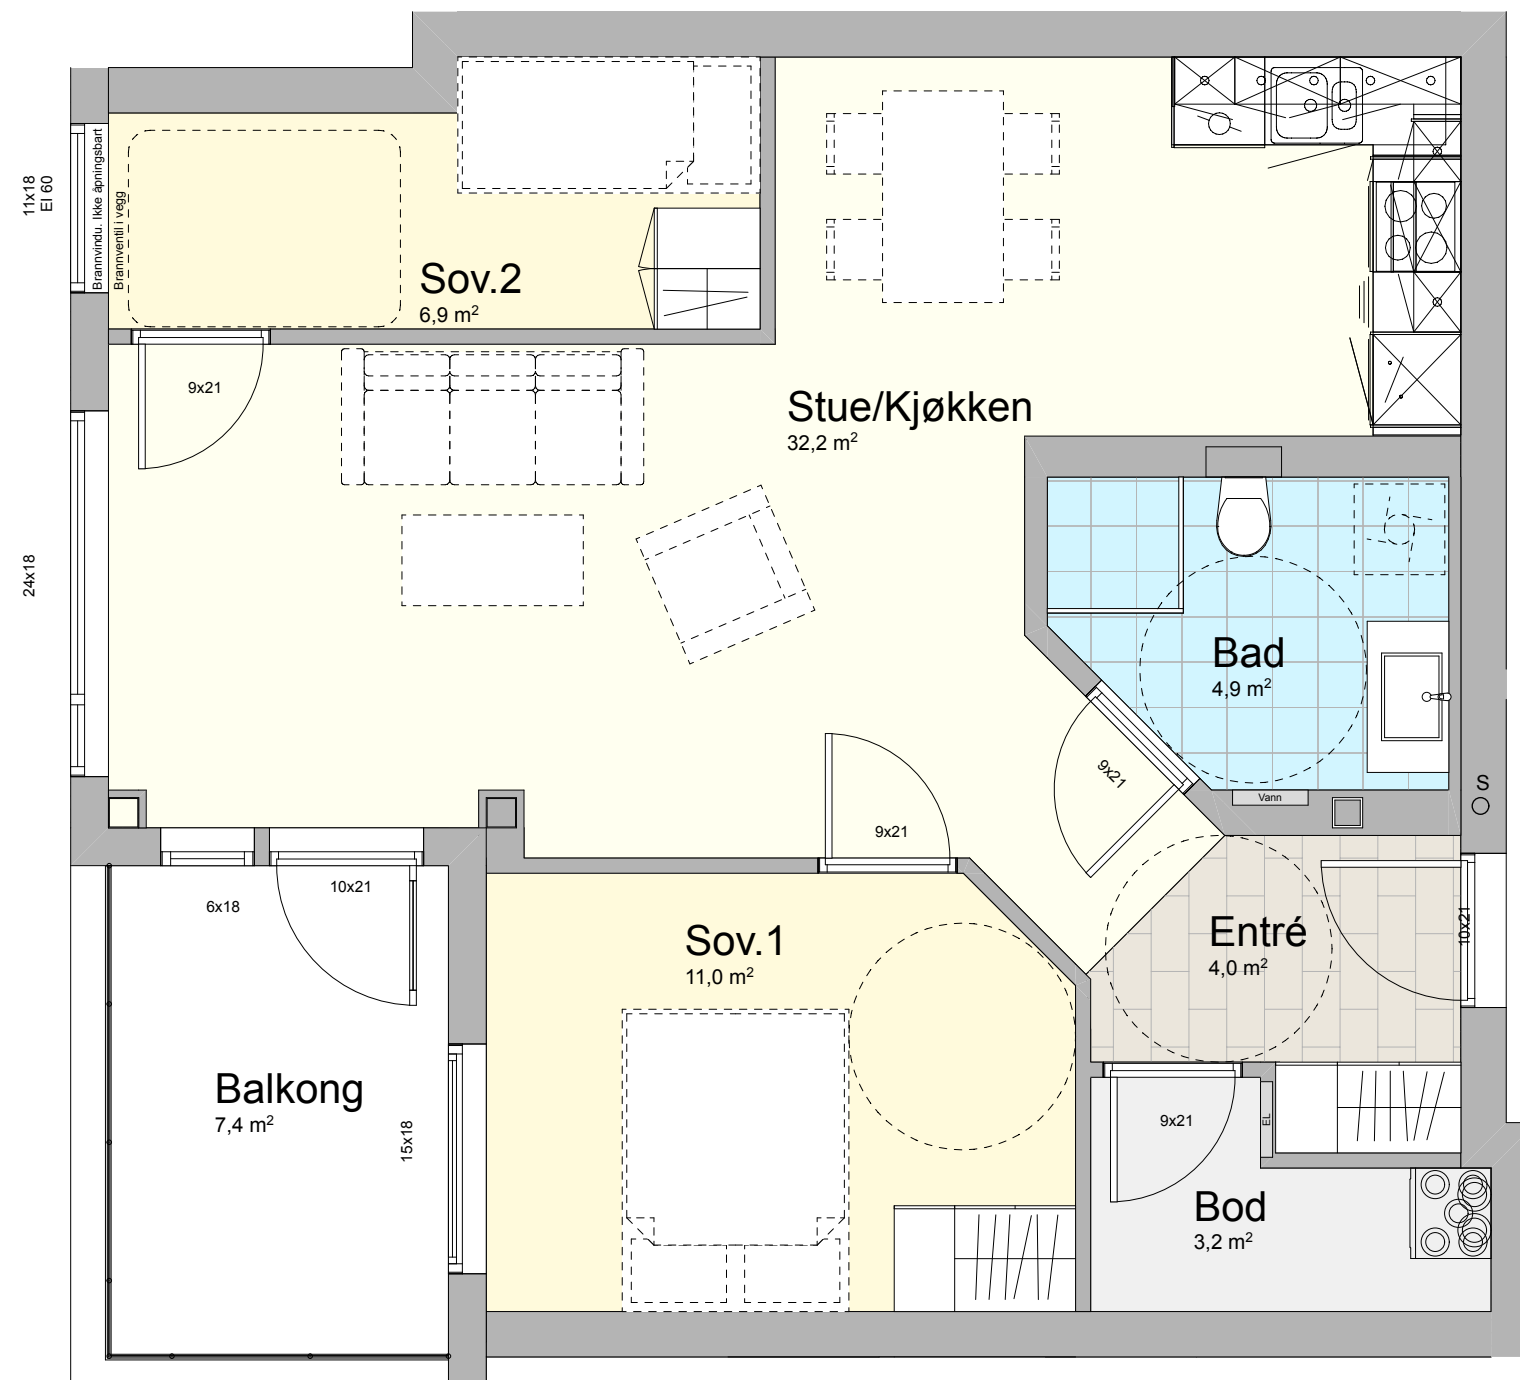 11x18
EI 60
Brannvindu. Ikke åpningsbart
Brannventil i vegg
Sov.2
6,9 m²
9x21
Stue/Kjøkken
32,2 m²
24x18
Bad
4,9 m²
9x21
Vann
S
9x21
10x21
6x18
Sov.1
11,0 m²
Entré
4,0 m²
10x21
Balkong
7,4 m²
15x18
9x21
EL
Bod
3,2 m²